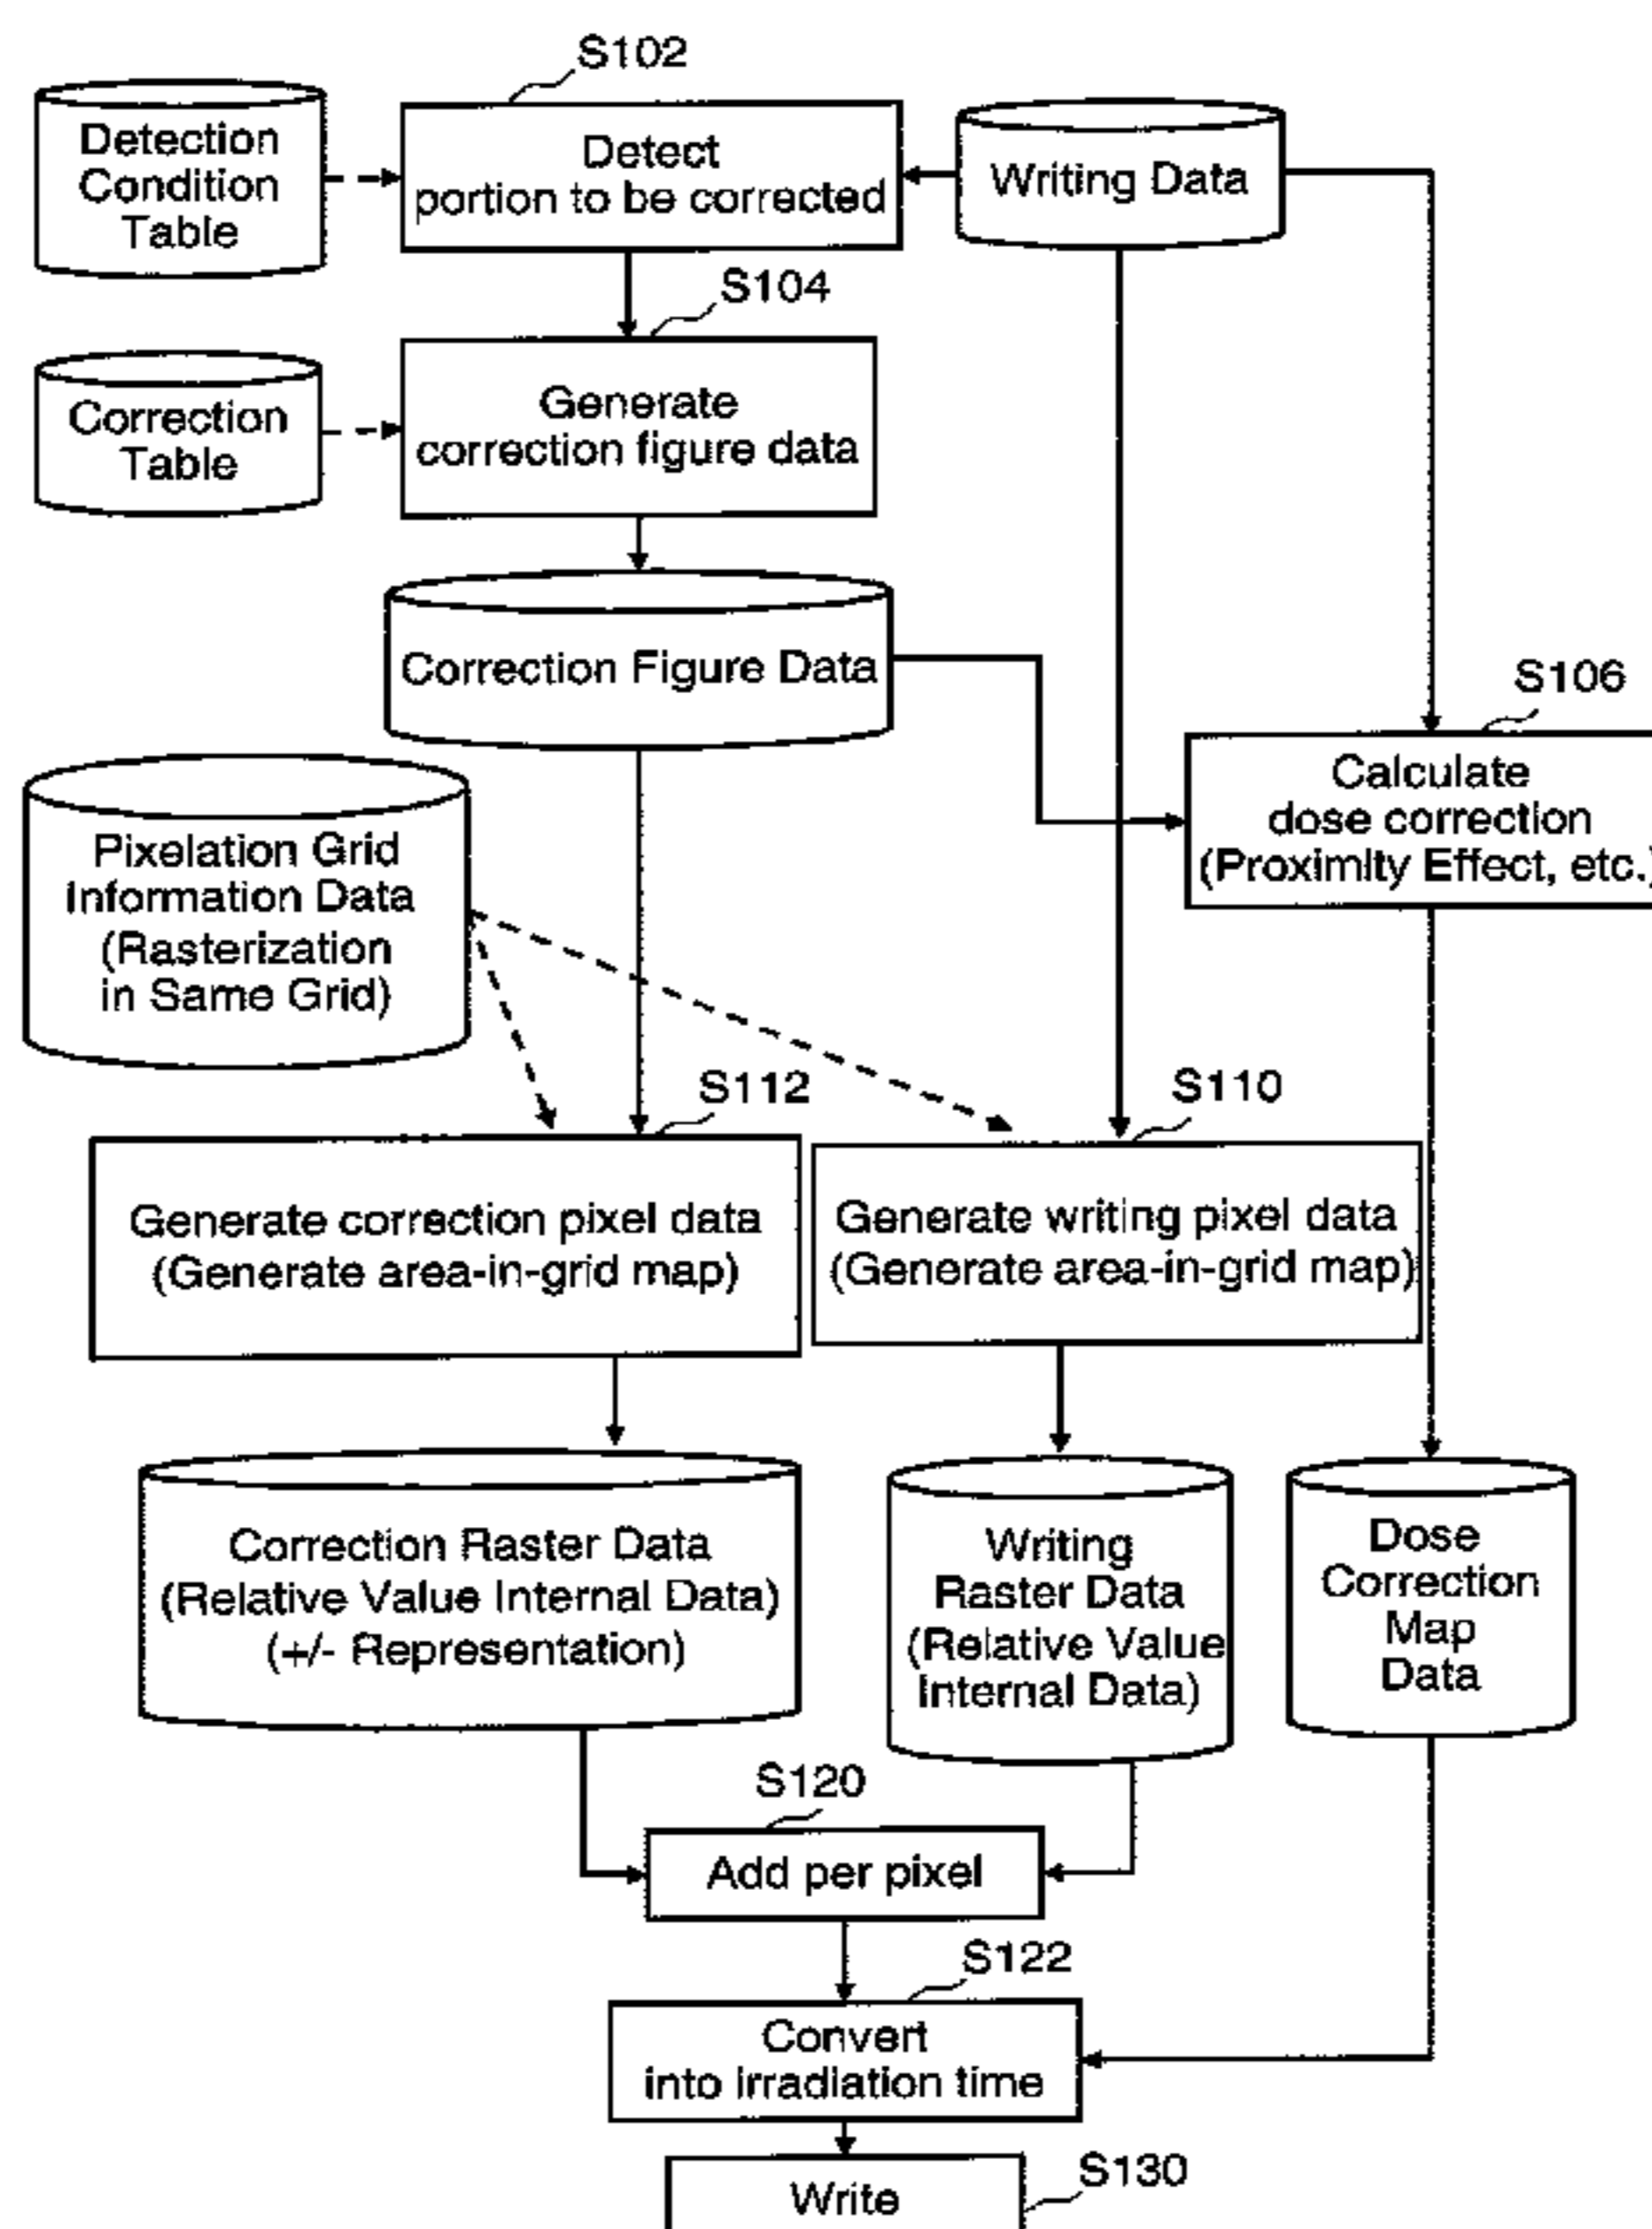 S102
Detection
Condition
Table
Detect
portion to be corrected
Writing Data
S104
Correction
Table
Generate
correction figure data
Correction Figure Data
S106
Calculate
dose correction
(Proximity Effect, etc.)
Pixelation Grid
Information Data
(Rasterization
in Same Grid)
S112
S110
Generate correction pixel data
(Generate area-in-grid map)
Generate writing pixel data
(Generate area-in-grid map)
Correction Raster Data
(Relative Value Internal Data)
(+/- Representation)
Writing
Raster Data
(Relative Value
Internal Data)
Dose
Correction
Map
Data
S120
Add per pixel
S122
Convert
into irradiation time
Write
S130